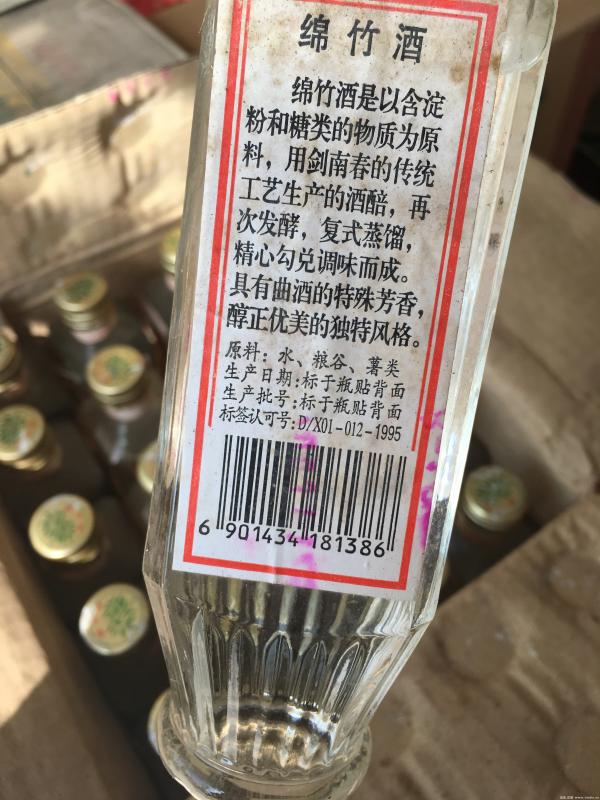 绵竹酒
绵竹酒是以含淀
粉和糖类的物质为原
料，用剑南春的传统
工艺生产的酒醅，再
次发酵，复式蒸馏，
精心勾兑调味而成。
具有曲酒的特殊芳香，
醇正优美的独特风格。
原料：水、粮谷、薯类
生产日期：标于瓶贴背面
生产批号：标于瓶贴背面
标签认可号：D/X01-012-1995
6 901434 181386